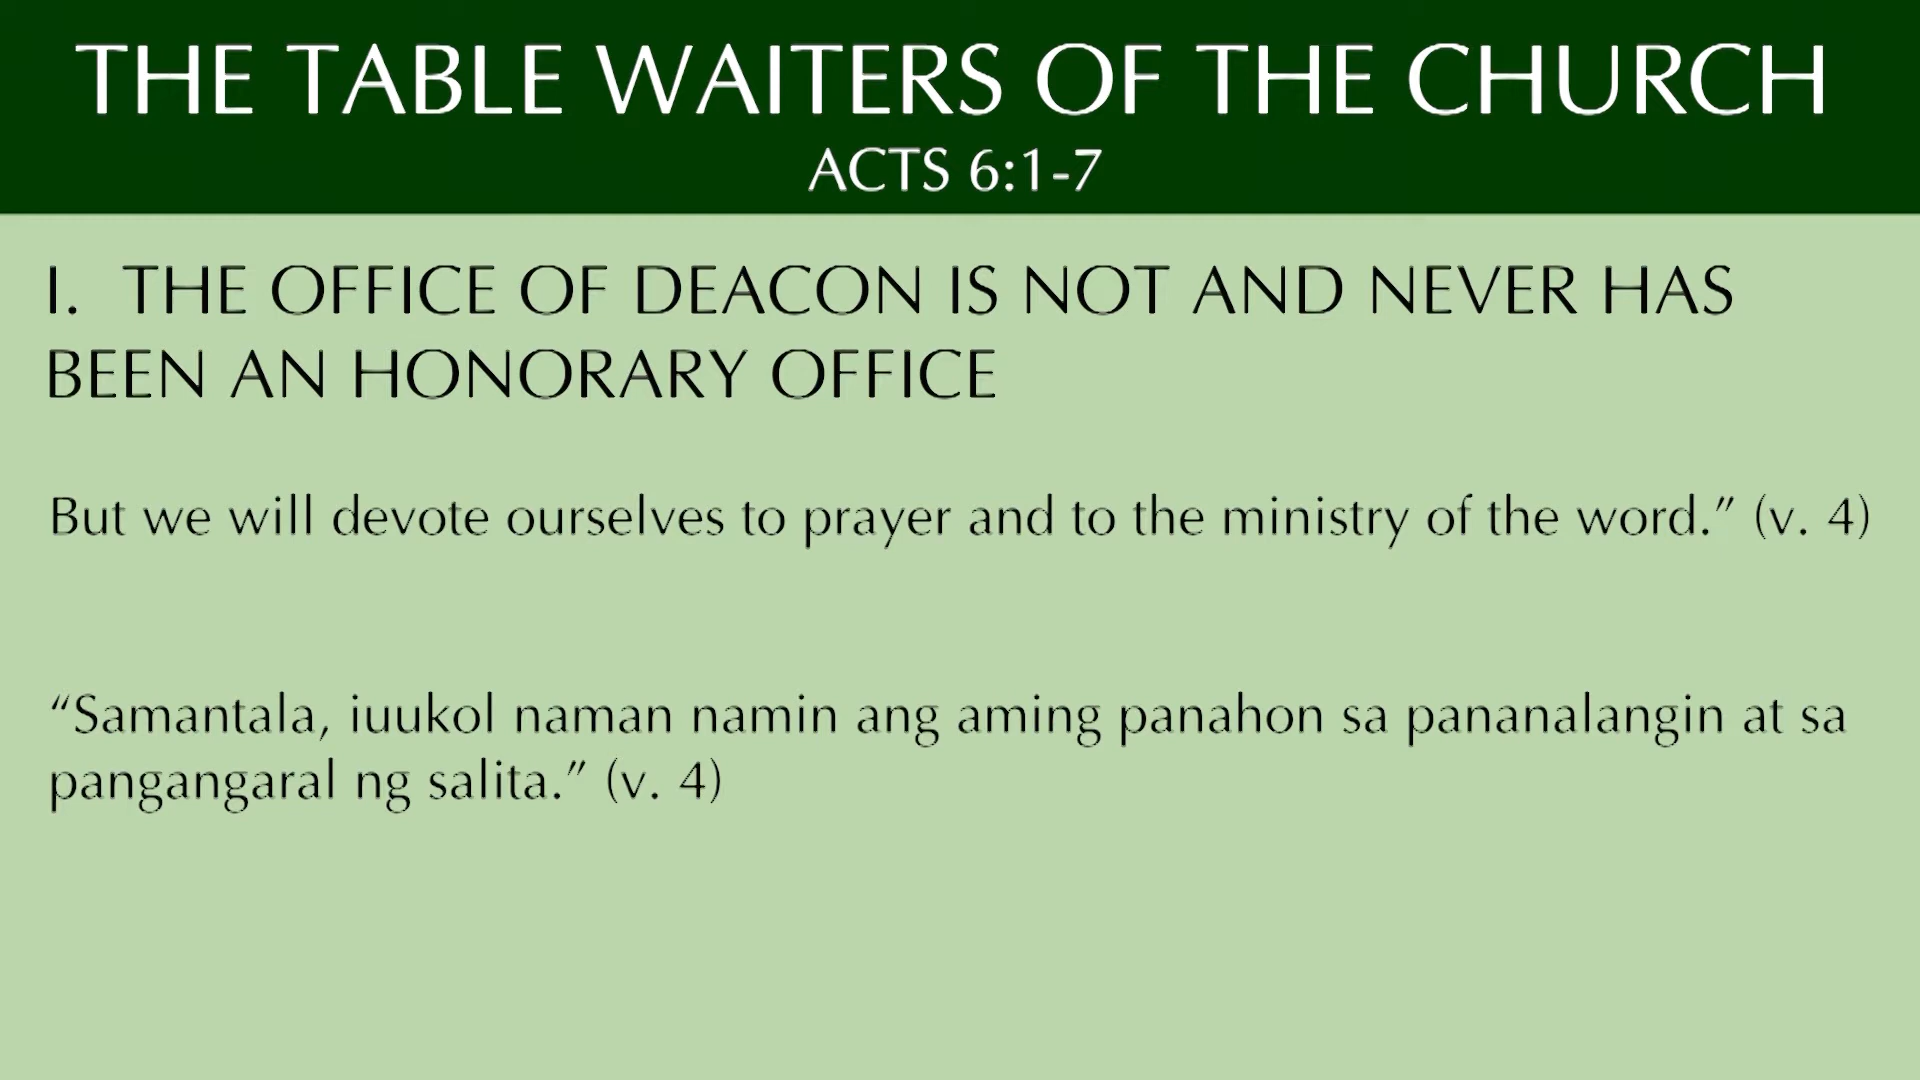 THE TABLE WAITERS OF THE CHURCH
ACTS 6:1-7
I. THE OFFICE OF DEACON IS NOT AND NEVER HAS
BEEN AN HONORARY OFFICE
But we will devote ourselves to prayer and to the ministry of the word.” (v. 4)
“Samantala, iuukol naman namin ang aming panahon sa pananalangin at sa
pangangaral ng salita.” (v. 4)